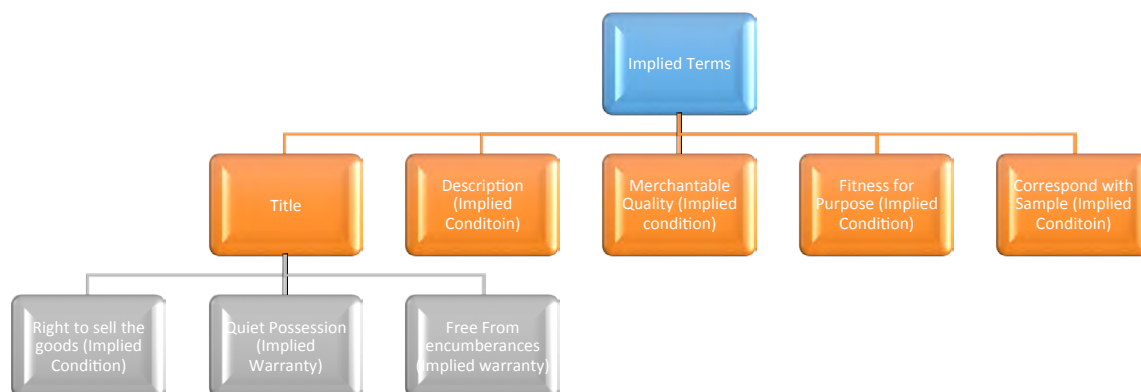 Implied Terms
Title
Description
(Implied
Conditoin)
Merchantable
Quality (Implied
condition)
Fitness for
Purpose (Implied
Condition)
Correspond with
Sample (Implied
Conditoin)
Right to sell the
goods (Implied
Condition)
Quiet Possession
(Implied
Warranty)
Free From
encumberances
(Implied warranty)